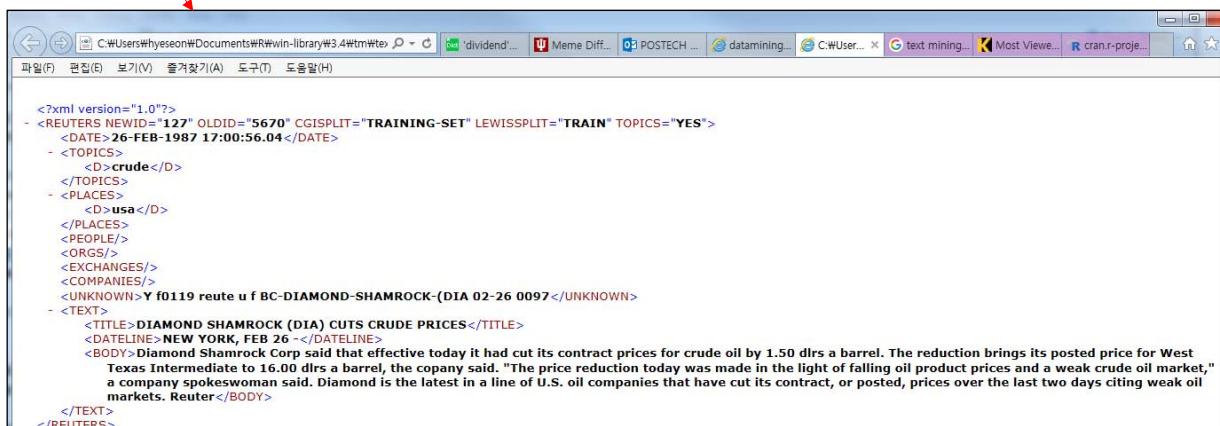 C:₩Users₩hyeseon₩Documents₩R₩win-library₩3.4₩tm₩tex
'dividend'...
Meme Diff...
POSTECH ...
datamining...
C:₩User...
text mining...
Most Viewe...
cran.r-proje...
파일(F) 편집(E) 보기(V) 즐겨찾기(A) 도구(T) 도움말(H)
<?xml version="1.0"?>
- <REUTERS NEWID="127" OLDID="5670" CGISPLIT="TRAINING-SET" LEWISSPLIT="TRAIN" TOPICS="YES">
<DATE>26-FEB-1987 17:00:56.04</DATE>
- <TOPICS>
<D>crude</D>
</TOPICS>
- <PLACES>
<D>usa</D>
</PLACES>
<PEOPLE/>
<ORGS/>
<EXCHANGES/>
<COMPANIES/>
<UNKNOWN>Y f0119 reute u f BC-DIAMOND-SHAMROCK-(DIA 02-26 0097</UNKNOWN>
- <TEXT>
<TITLE>DIAMOND SHAMROCK (DIA) CUTS CRUDE PRICES</TITLE>
<DATELINE>NEW YORK, FEB 26 -</DATELINE>
<BODY>Diamond Shamrock Corp said that effective today it had cut its contract prices for crude oil by 1.50 dlrs a barrel. The reduction brings its posted price for West
Texas Intermediate to 16.00 dlrs a barrel, the copany said. "The price reduction today was made in the light of falling oil product prices and a weak crude oil market,"
a company spokeswoman said. Diamond is the latest in a line of U.S. oil companies that have cut its contract, or posted, prices over the last two days citing weak oil
markets. Reuter</BODY>
</TEXT>
</REUTERS>